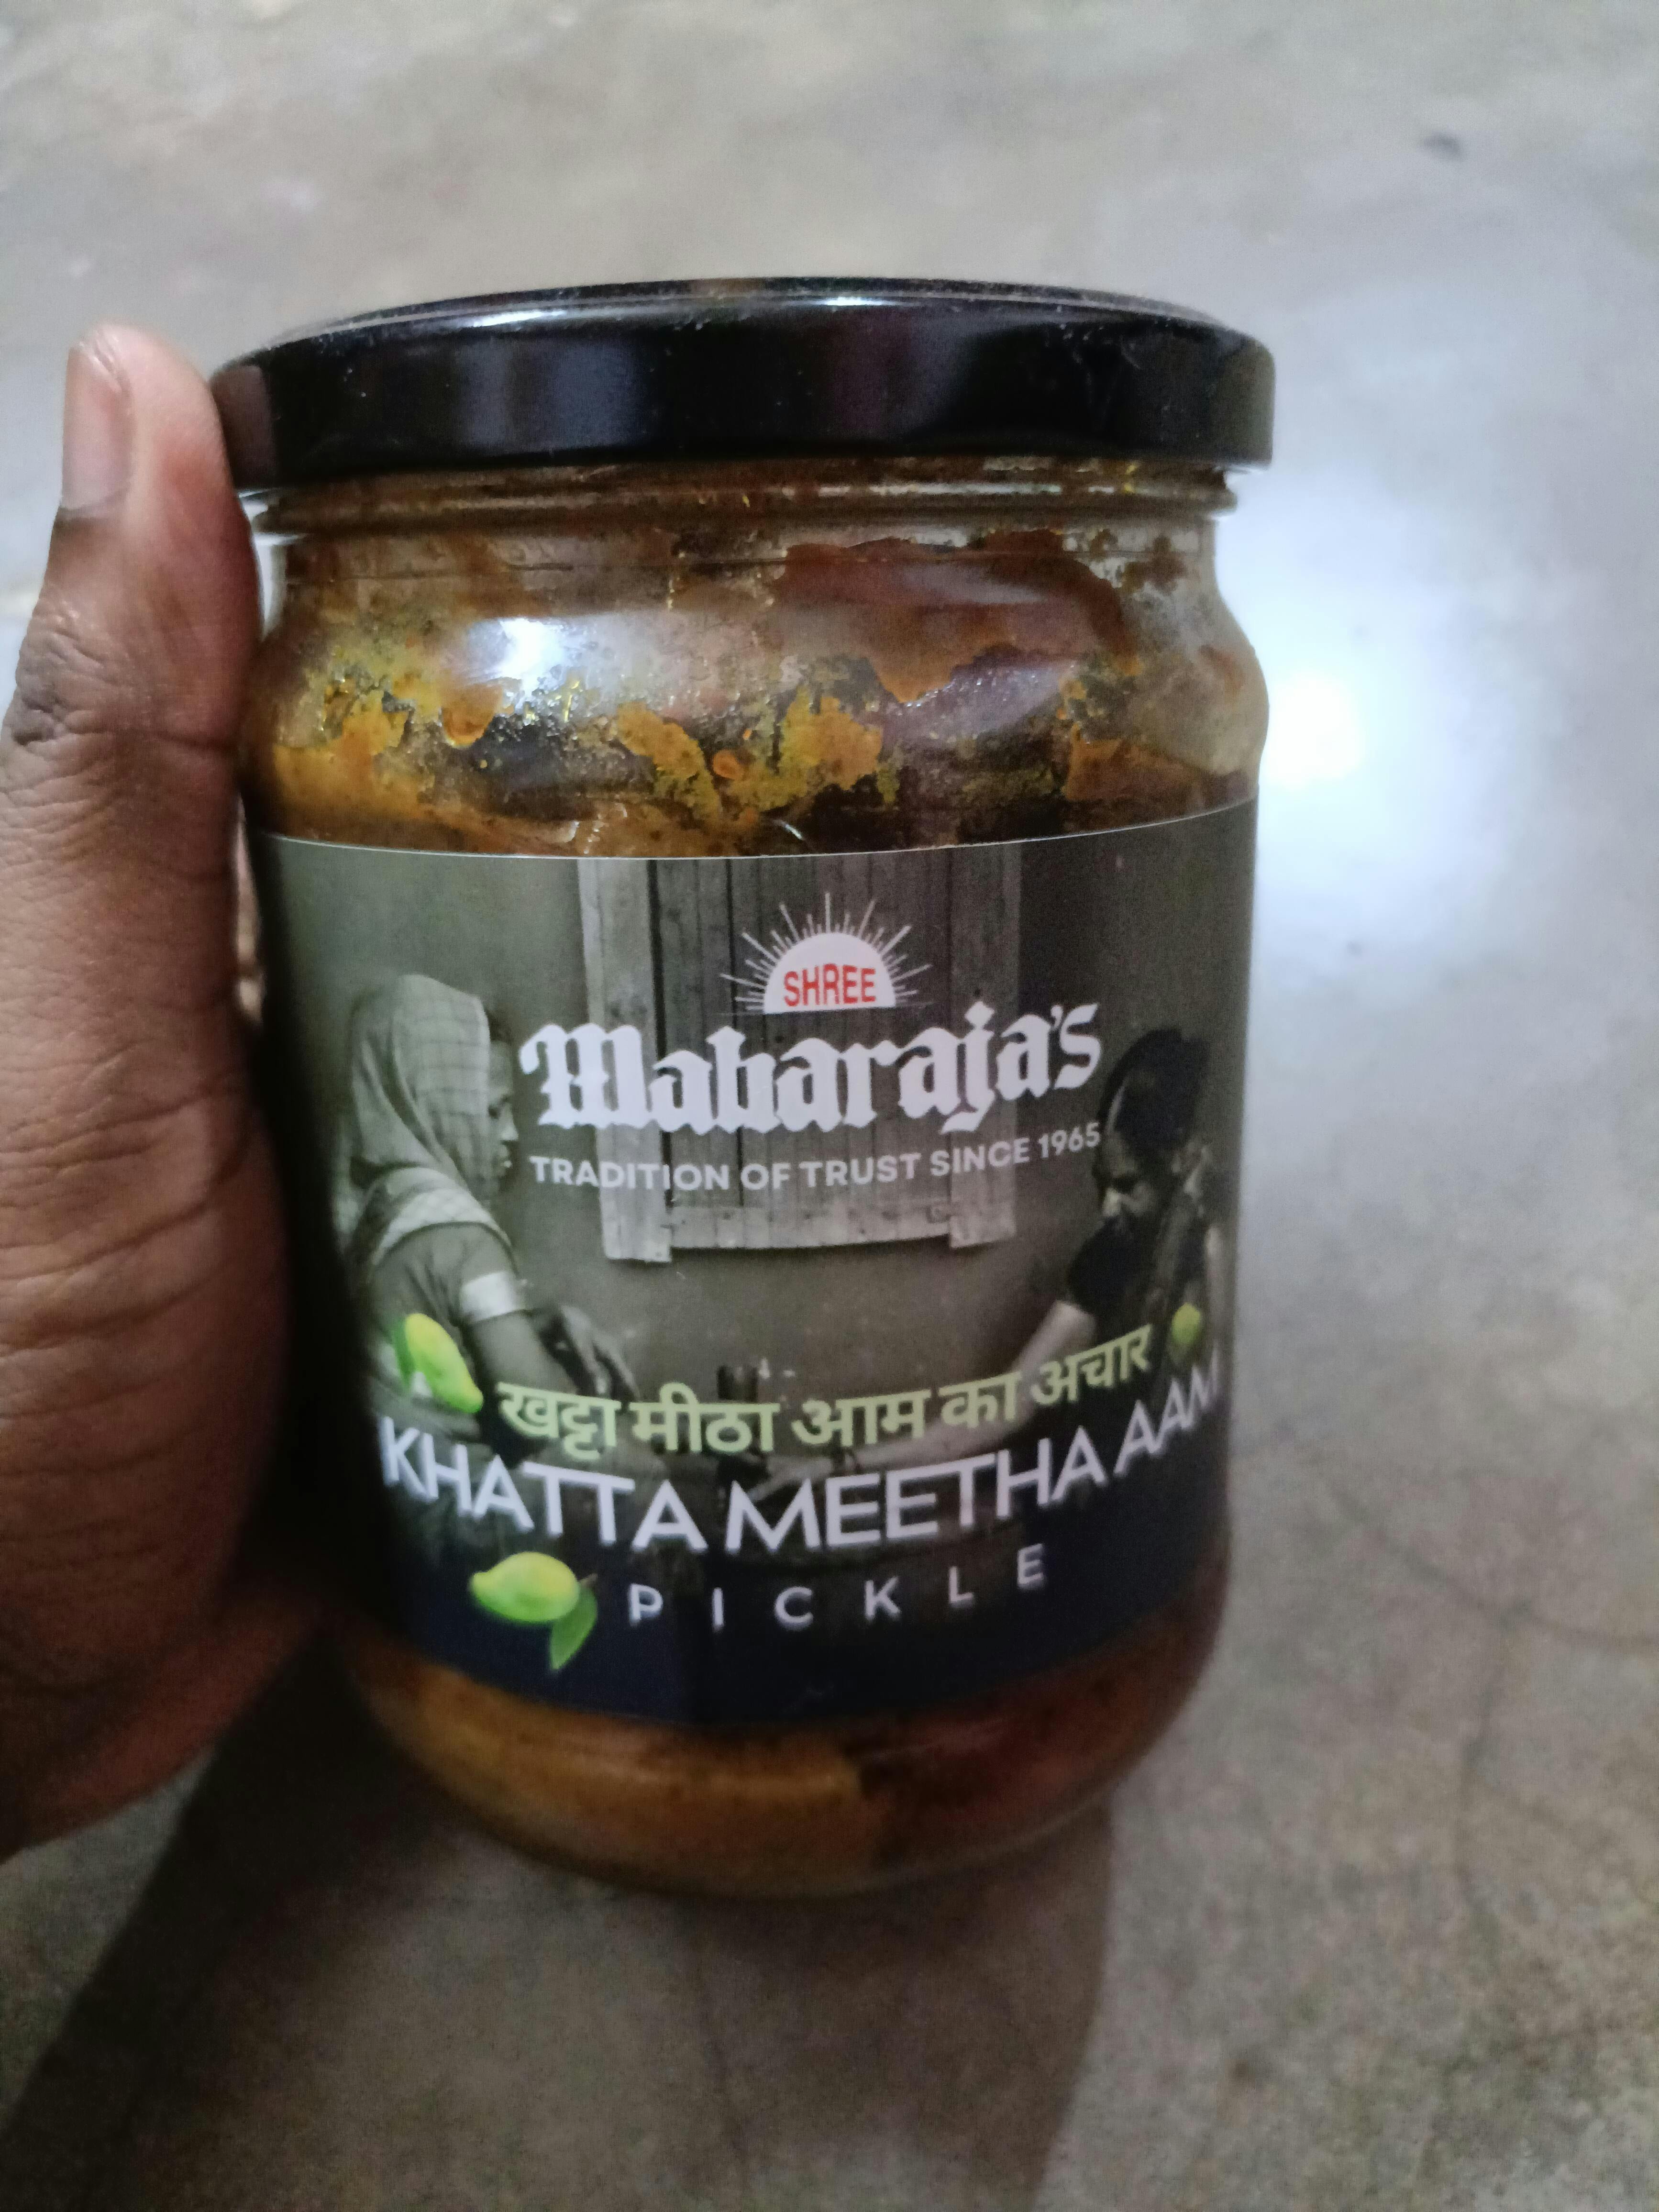 SHREE
Maharaja's
TRADITION OF TRUST SINCE 1965
खट्टा मीठा आम का अचार
KHATTA MEETHA AAM
PICKLE